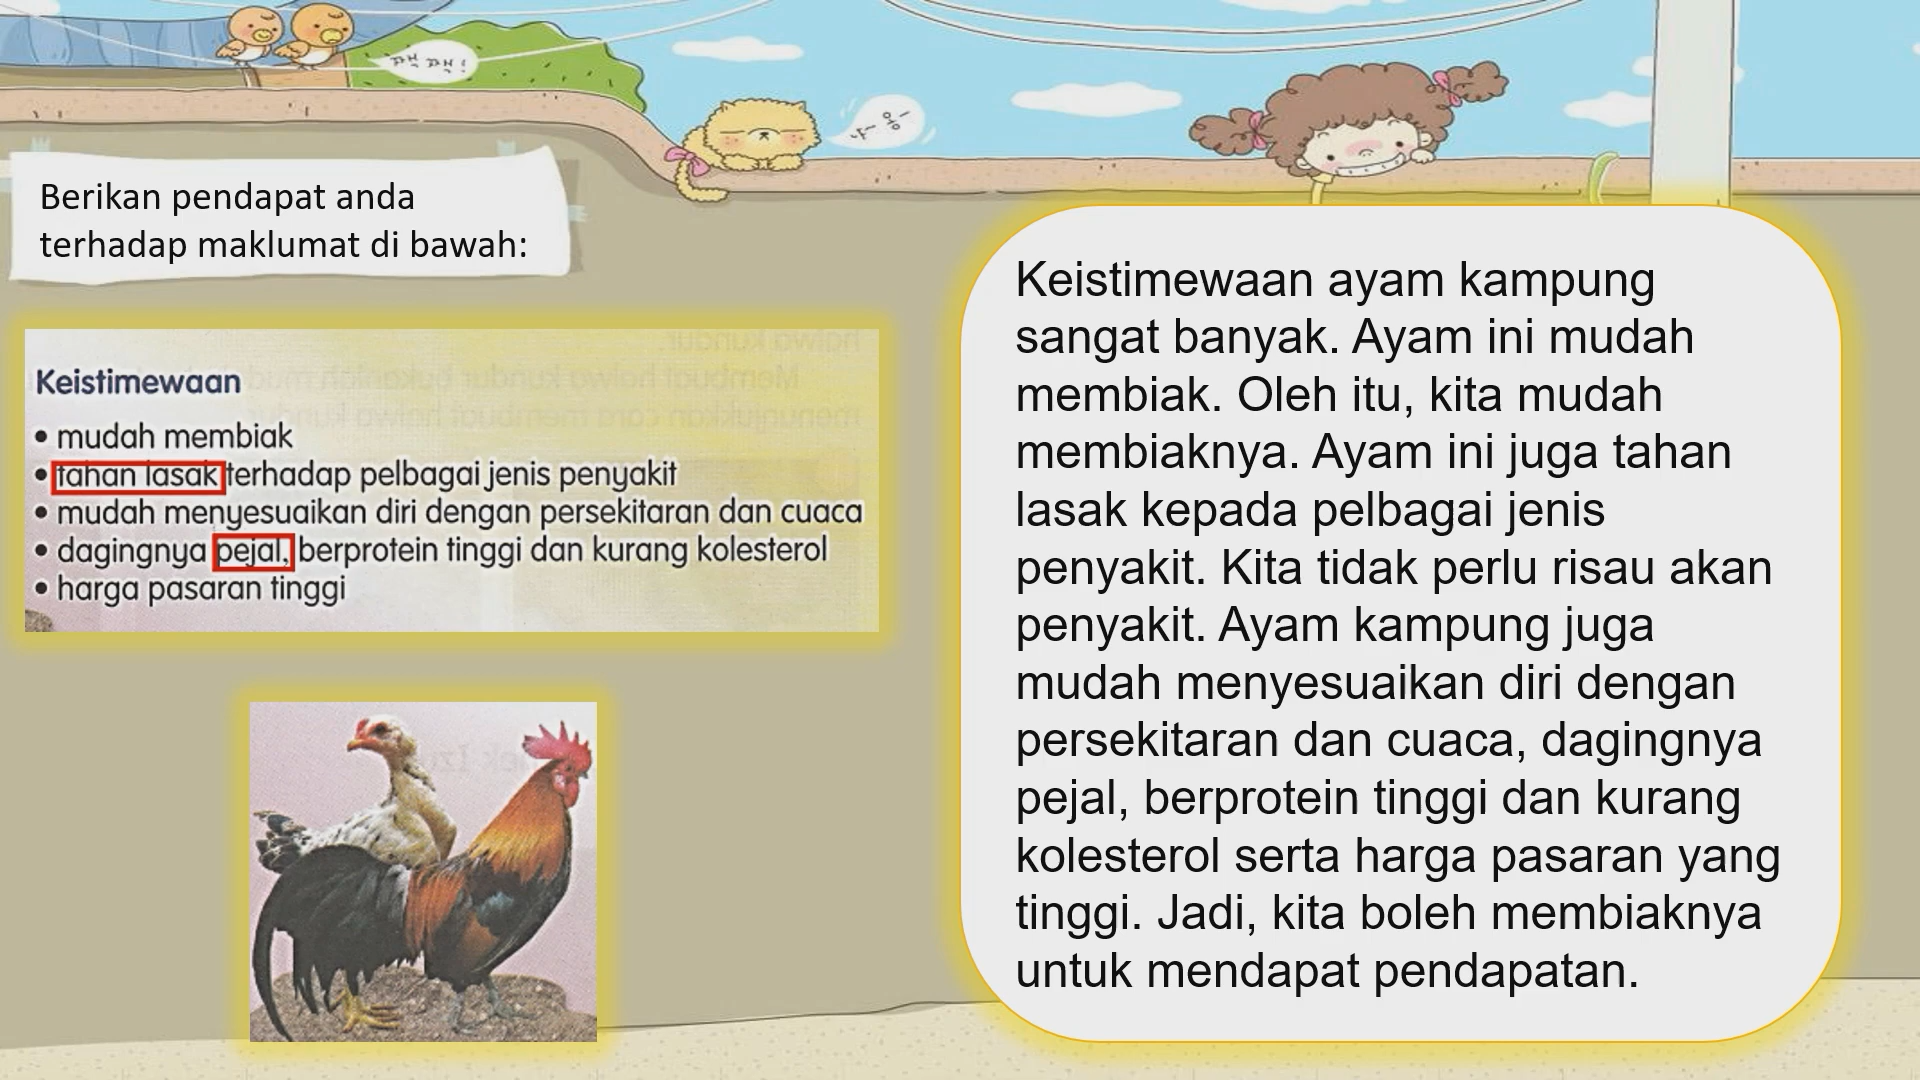 짹 짹!
Berikan pendapat anda
terhadap maklumat di bawah:
Keistimewaan
• mudah membiak
• tahan lasak terhadap pelbagai jenis penyakit
• mudah menyesuaikan diri dengan persekitaran dan cuaca
• dagingnya pejal, berprotein tinggi dan kurang kolesterol
• harga pasaran tinggi
Keistimewaan ayam kampung
sangat banyak. Ayam ini mudah
membiak. Oleh itu, kita mudah
membiaknya. Ayam ini juga tahan
lasak kepada pelbagai jenis
penyakit. Kita tidak perlu risau akan
penyakit. Ayam kampung juga
mudah menyesuaikan diri dengan
persekitaran dan cuaca, dagingnya
pejal, berprotein tinggi dan kurang
kolesterol serta harga pasaran yang
tinggi. Jadi, kita boleh membiaknya
untuk mendapat pendapatan.